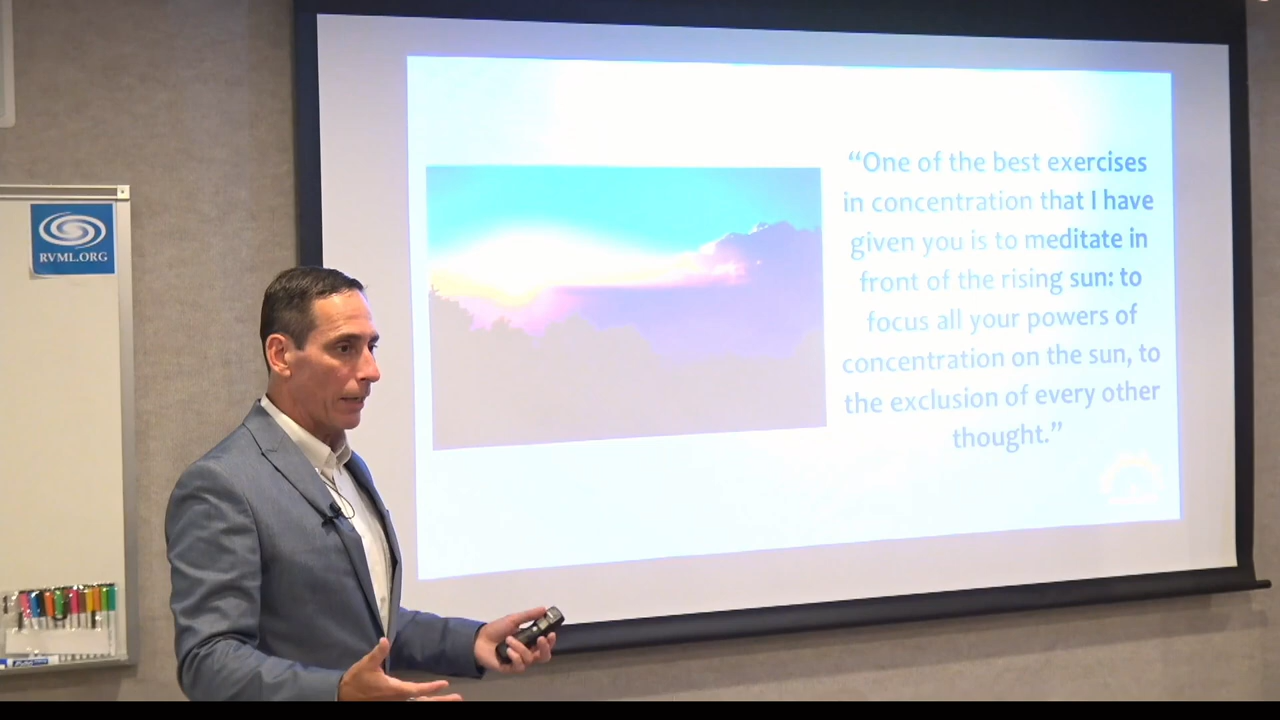 RVML.ORG
“One of the best exercises
in concentration that I have
given you is to meditate in
front of the rising sun: to
focus all your powers of
concentration on the sun, to
the exclusion of every other
thought.”